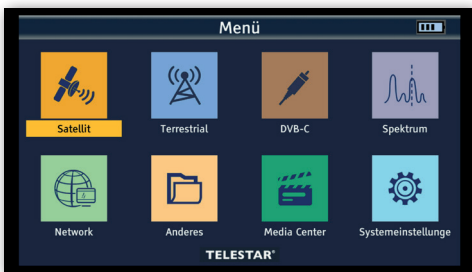 Menü
Satellit
Terrestrial
DVB-C
Spektrum
Network
Anderes
Media Center
Systemeinstellunge
TELESTAR®